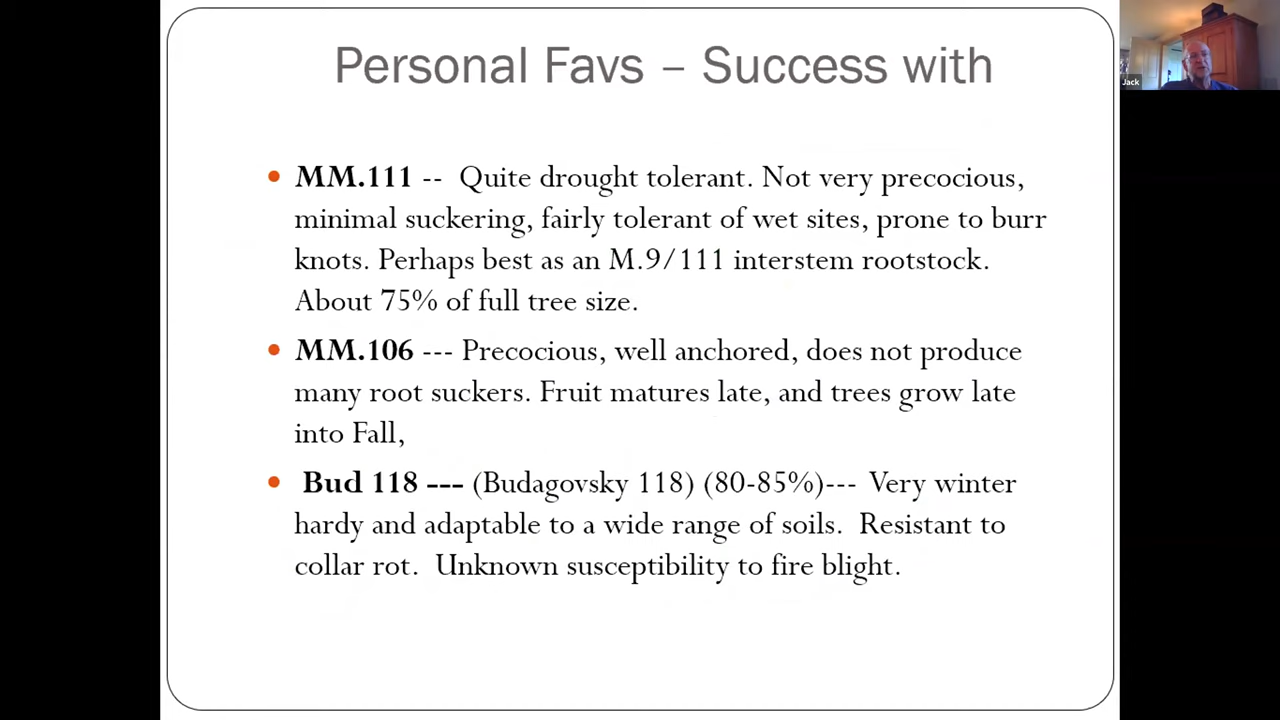 Personal Favs – Success with
Jack
• MM.111 -- Quite drought tolerant. Not very precocious,
minimal suckering, fairly tolerant of wet sites, prone to burr
knots. Perhaps best as an M.9/111 interstem rootstock.
About 75% of full tree size.
• MM.106 --- Precocious, well anchored, does not produce
many root suckers. Fruit matures late, and trees grow late
into Fall,
• Bud 118 --- (Budagovsky 118) (80-85%)--- Very winter
hardy and adaptable to a wide range of soils. Resistant to
collar rot. Unknown susceptibility to fire blight.